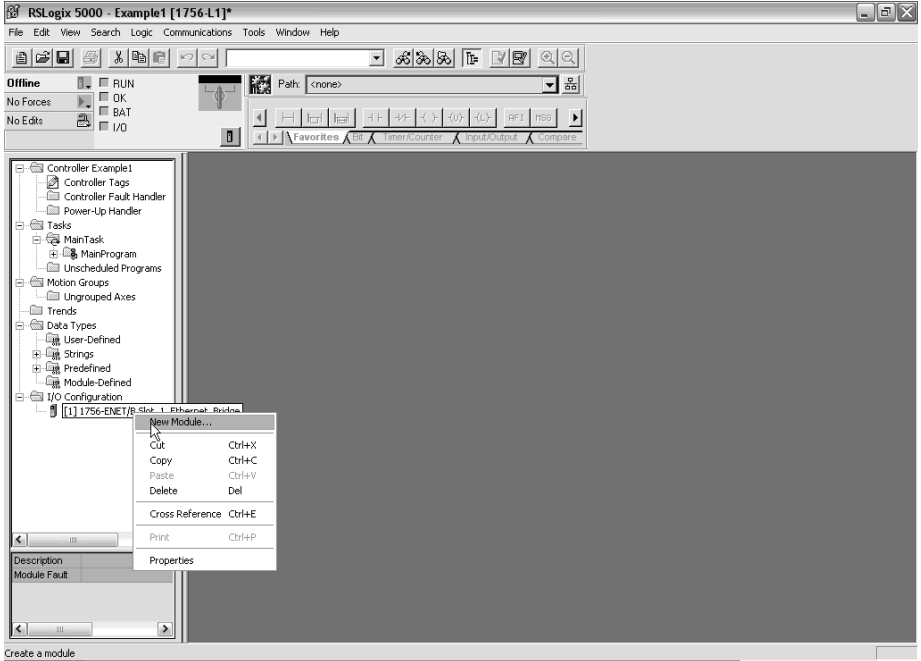 RSLogix 5000 - Example1 [1756-L1]*
File Edit View Search Logic Communications Tools Window Help
Offline
RUN
Path: <none>
No Forces
OK
No Edits
BAT
I/O
AFI MSG
Favorites Bit Timer/Counter Input/Output Compare
Controller Example1
Controller Tags
Controller Fault Handler
Power-Up Handler
Tasks
MainTask
MainProgram
Unscheduled Programs
Motion Groups
Ungrouped Axes
Trends
Data Types
User-Defined
Strings
Predefined
Module-Defined
I/O Configuration
[1] 1756-ENET/B Slot_1_Ethernet_Bridge
New Module...
Cut Ctrl+X
Copy Ctrl+C
Paste Ctrl+V
Delete Del
Cross Reference Ctrl+E
Print Ctrl+P
Properties
Description
Module Fault
Create a module